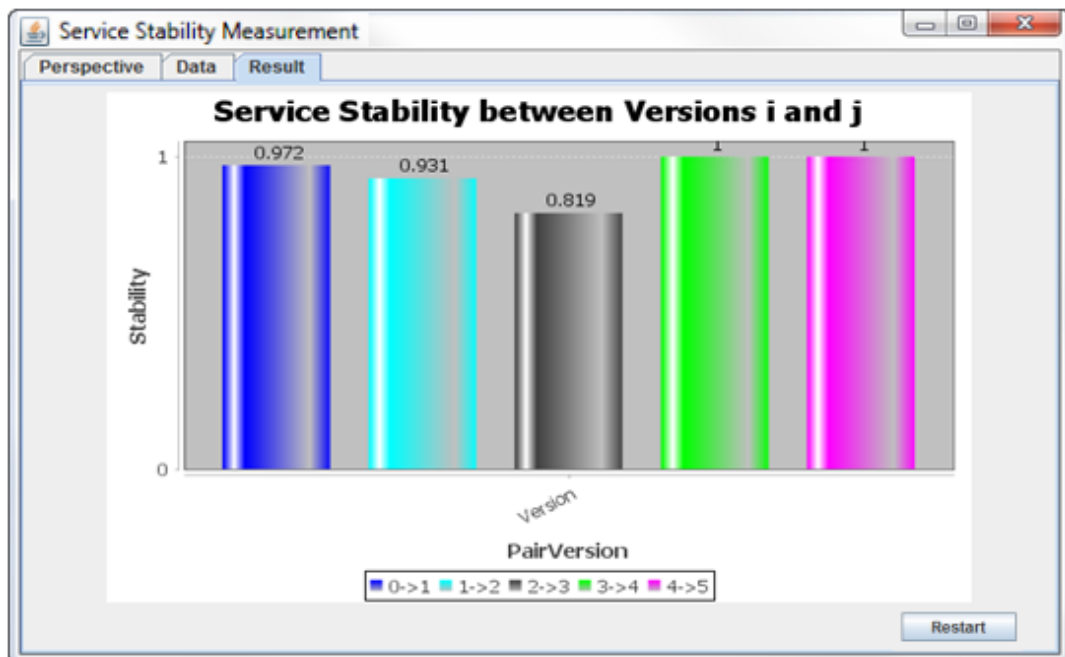 Service Stability Measurement
Perspective Data Result
Service Stability between Versions i and j
1
0.972
0.931
0.819
1
1
0
Stability
Version
PairVersion
0->1 1->2 2->3 3->4 4->5
Restart